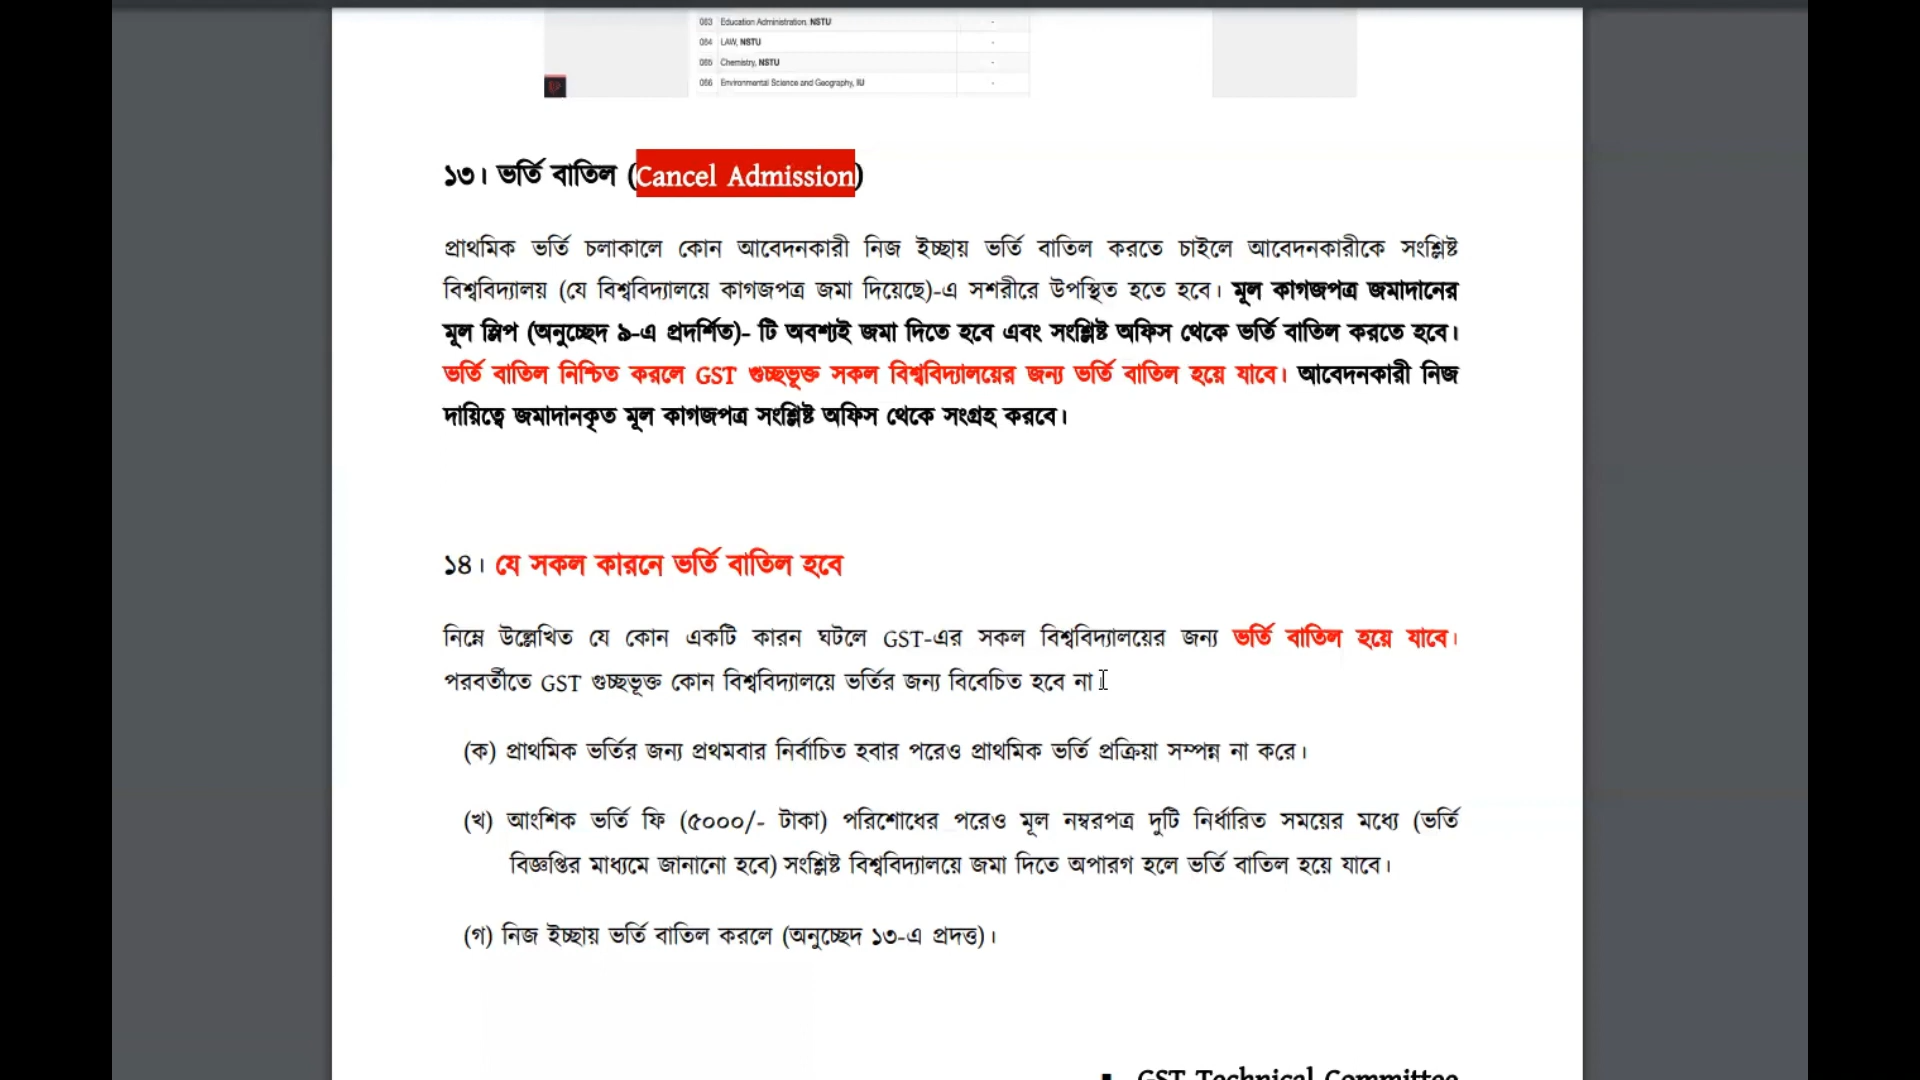 083 Education Administration, NSTU -
084 LAW, NSTU -
085 Chemistry, NSTU -
086 Environmental Science and Geography, IU -
১৩। ভর্তি বাতিল (Cancel Admission)
প্রাথমিক ভর্তি চলাকালে কোন আবেদনকারী নিজ ইচ্ছায় ভর্তি বাতিল করতে চাইলে আবেদনকারীকে সংশ্লিষ্ট
বিশ্ববিদ্যালয় (যে বিশ্ববিদ্যালয়ে কাগজপত্র জমা দিয়েছে)-এ সশরীরে উপস্থিত হতে হবে। মূল কাগজপত্র জমাদানের
মূল স্লিপ (অনুচ্ছেদ ৯-এ প্রদর্শিত)- টি অবশ্যই জমা দিতে হবে এবং সংশ্লিষ্ট অফিস থেকে ভর্তি বাতিল করতে হবে।
ভর্তি বাতিল নিশ্চিত করলে GST গুচ্ছভূক্ত সকল বিশ্ববিদ্যালয়ের জন্য ভর্তি বাতিল হয়ে যাবে। আবেদনকারী নিজ
দায়িত্বে জমাদানকৃত মূল কাগজপত্র সংশ্লিষ্ট অফিস থেকে সংগ্রহ করবে।
১৪। যে সকল কারনে ভর্তি বাতিল হবে
নিম্নে উল্লেখিত যে কোন একটি কারন ঘটলে GST-এর সকল বিশ্ববিদ্যালয়ের জন্য ভর্তি বাতিল হয়ে যাবে।
পরবর্তীতে GST গুচ্ছভূক্ত কোন বিশ্ববিদ্যালয়ে ভর্তির জন্য বিবেচিত হবে না
(ক) প্রাথমিক ভর্তির জন্য প্রথমবার নির্বাচিত হবার পরেও প্রাথমিক ভর্তি প্রক্রিয়া সম্পন্ন না করে।
(খ) আংশিক ভর্তি ফি (৫০০০/- টাকা) পরিশোধের পরেও মূল নম্বরপত্র দুটি নির্ধারিত সময়ের মধ্যে (ভর্তি
বিজ্ঞপ্তির মাধ্যমে জানানো হবে) সংশ্লিষ্ট বিশ্ববিদ্যালয়ে জমা দিতে অপারগ হলে ভর্তি বাতিল হয়ে যাবে।
(গ) নিজ ইচ্ছায় ভর্তি বাতিল করলে (অনুচ্ছেদ ১৩-এ প্রদত্ত)।
▪ GST Technical Committee